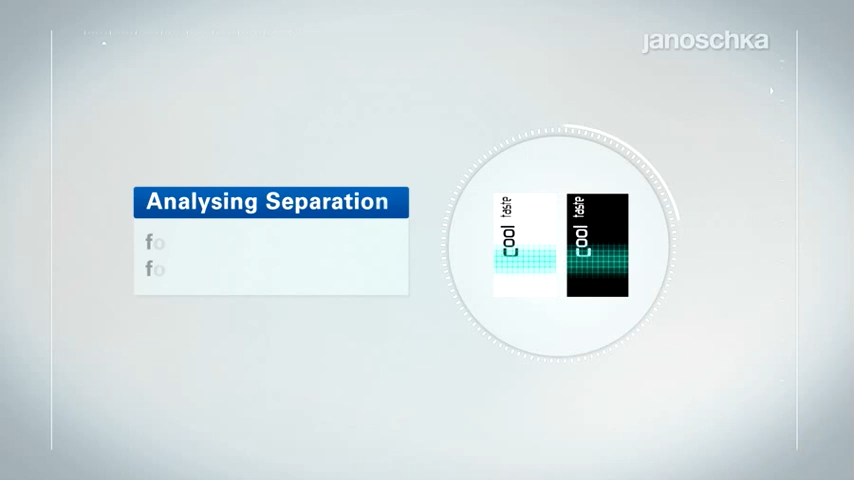 janoschka
Analysing Separation
fo
fo
cool taste
cool taste